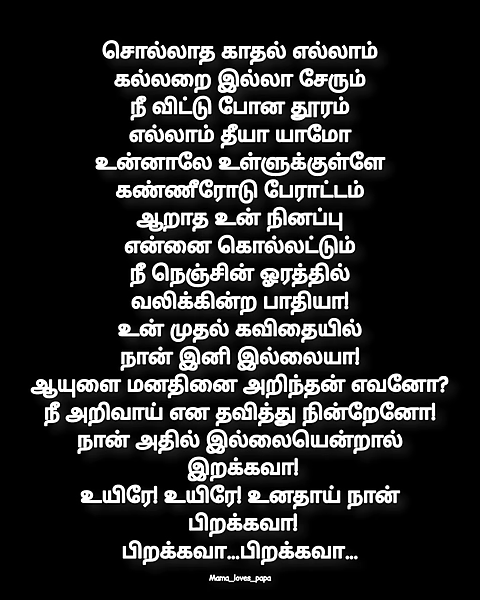 சொல்லாத காதல் எல்லாம்
கல்லறை இல்லா சேரும்
நீ விட்டு போன தூரம்
எல்லாம் தீயா யாமோ
உன்னாலே உள்ளுக்குள்ளே
கண்ணீரோடு பேராட்டம்
ஆறாத உன் நினப்பு
என்னை கொல்லட்டும்
நீ நெஞ்சின் ஓரத்தில்
வலிக்கின்ற பாதியா!
உன் முதல் கவிதையில்
நான் இனி இல்லையா!
ஆயுளை மனதினை அறிந்தன் எவனோ?
நீ அறிவாய் என தவித்து நின்றேனோ!
நான் அதில் இல்லையென்றால்
இறக்கவா!
உயிரே! உயிரே! உனதாய் நான்
பிறக்கவா!
பிறக்கவா...பிறக்கவா...
Mama_loves_papa